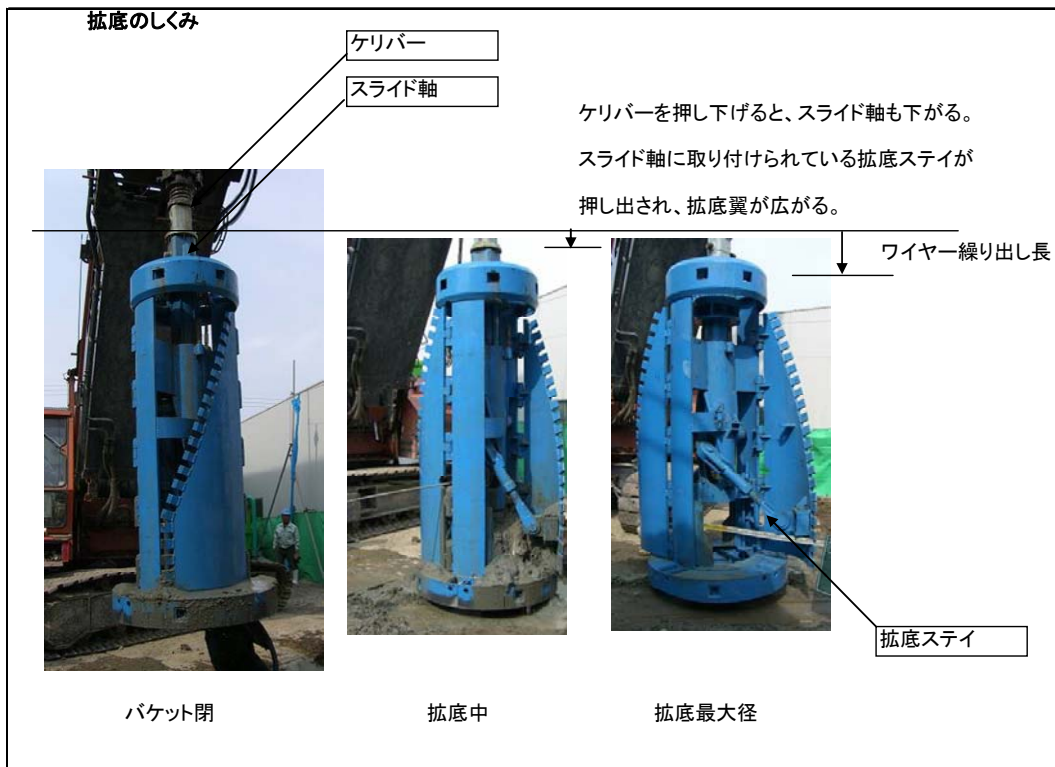 拡底のしくみ
ケリバー
スライド軸
ケリバーを押し下げると、スライド軸も下がる。
スライド軸に取り付けられている拡底ステイが
押し出され、拡底翼が広がる。
ワイヤー繰り出し長
拡底ステイ
バケット閉
拡底中
拡底最大径